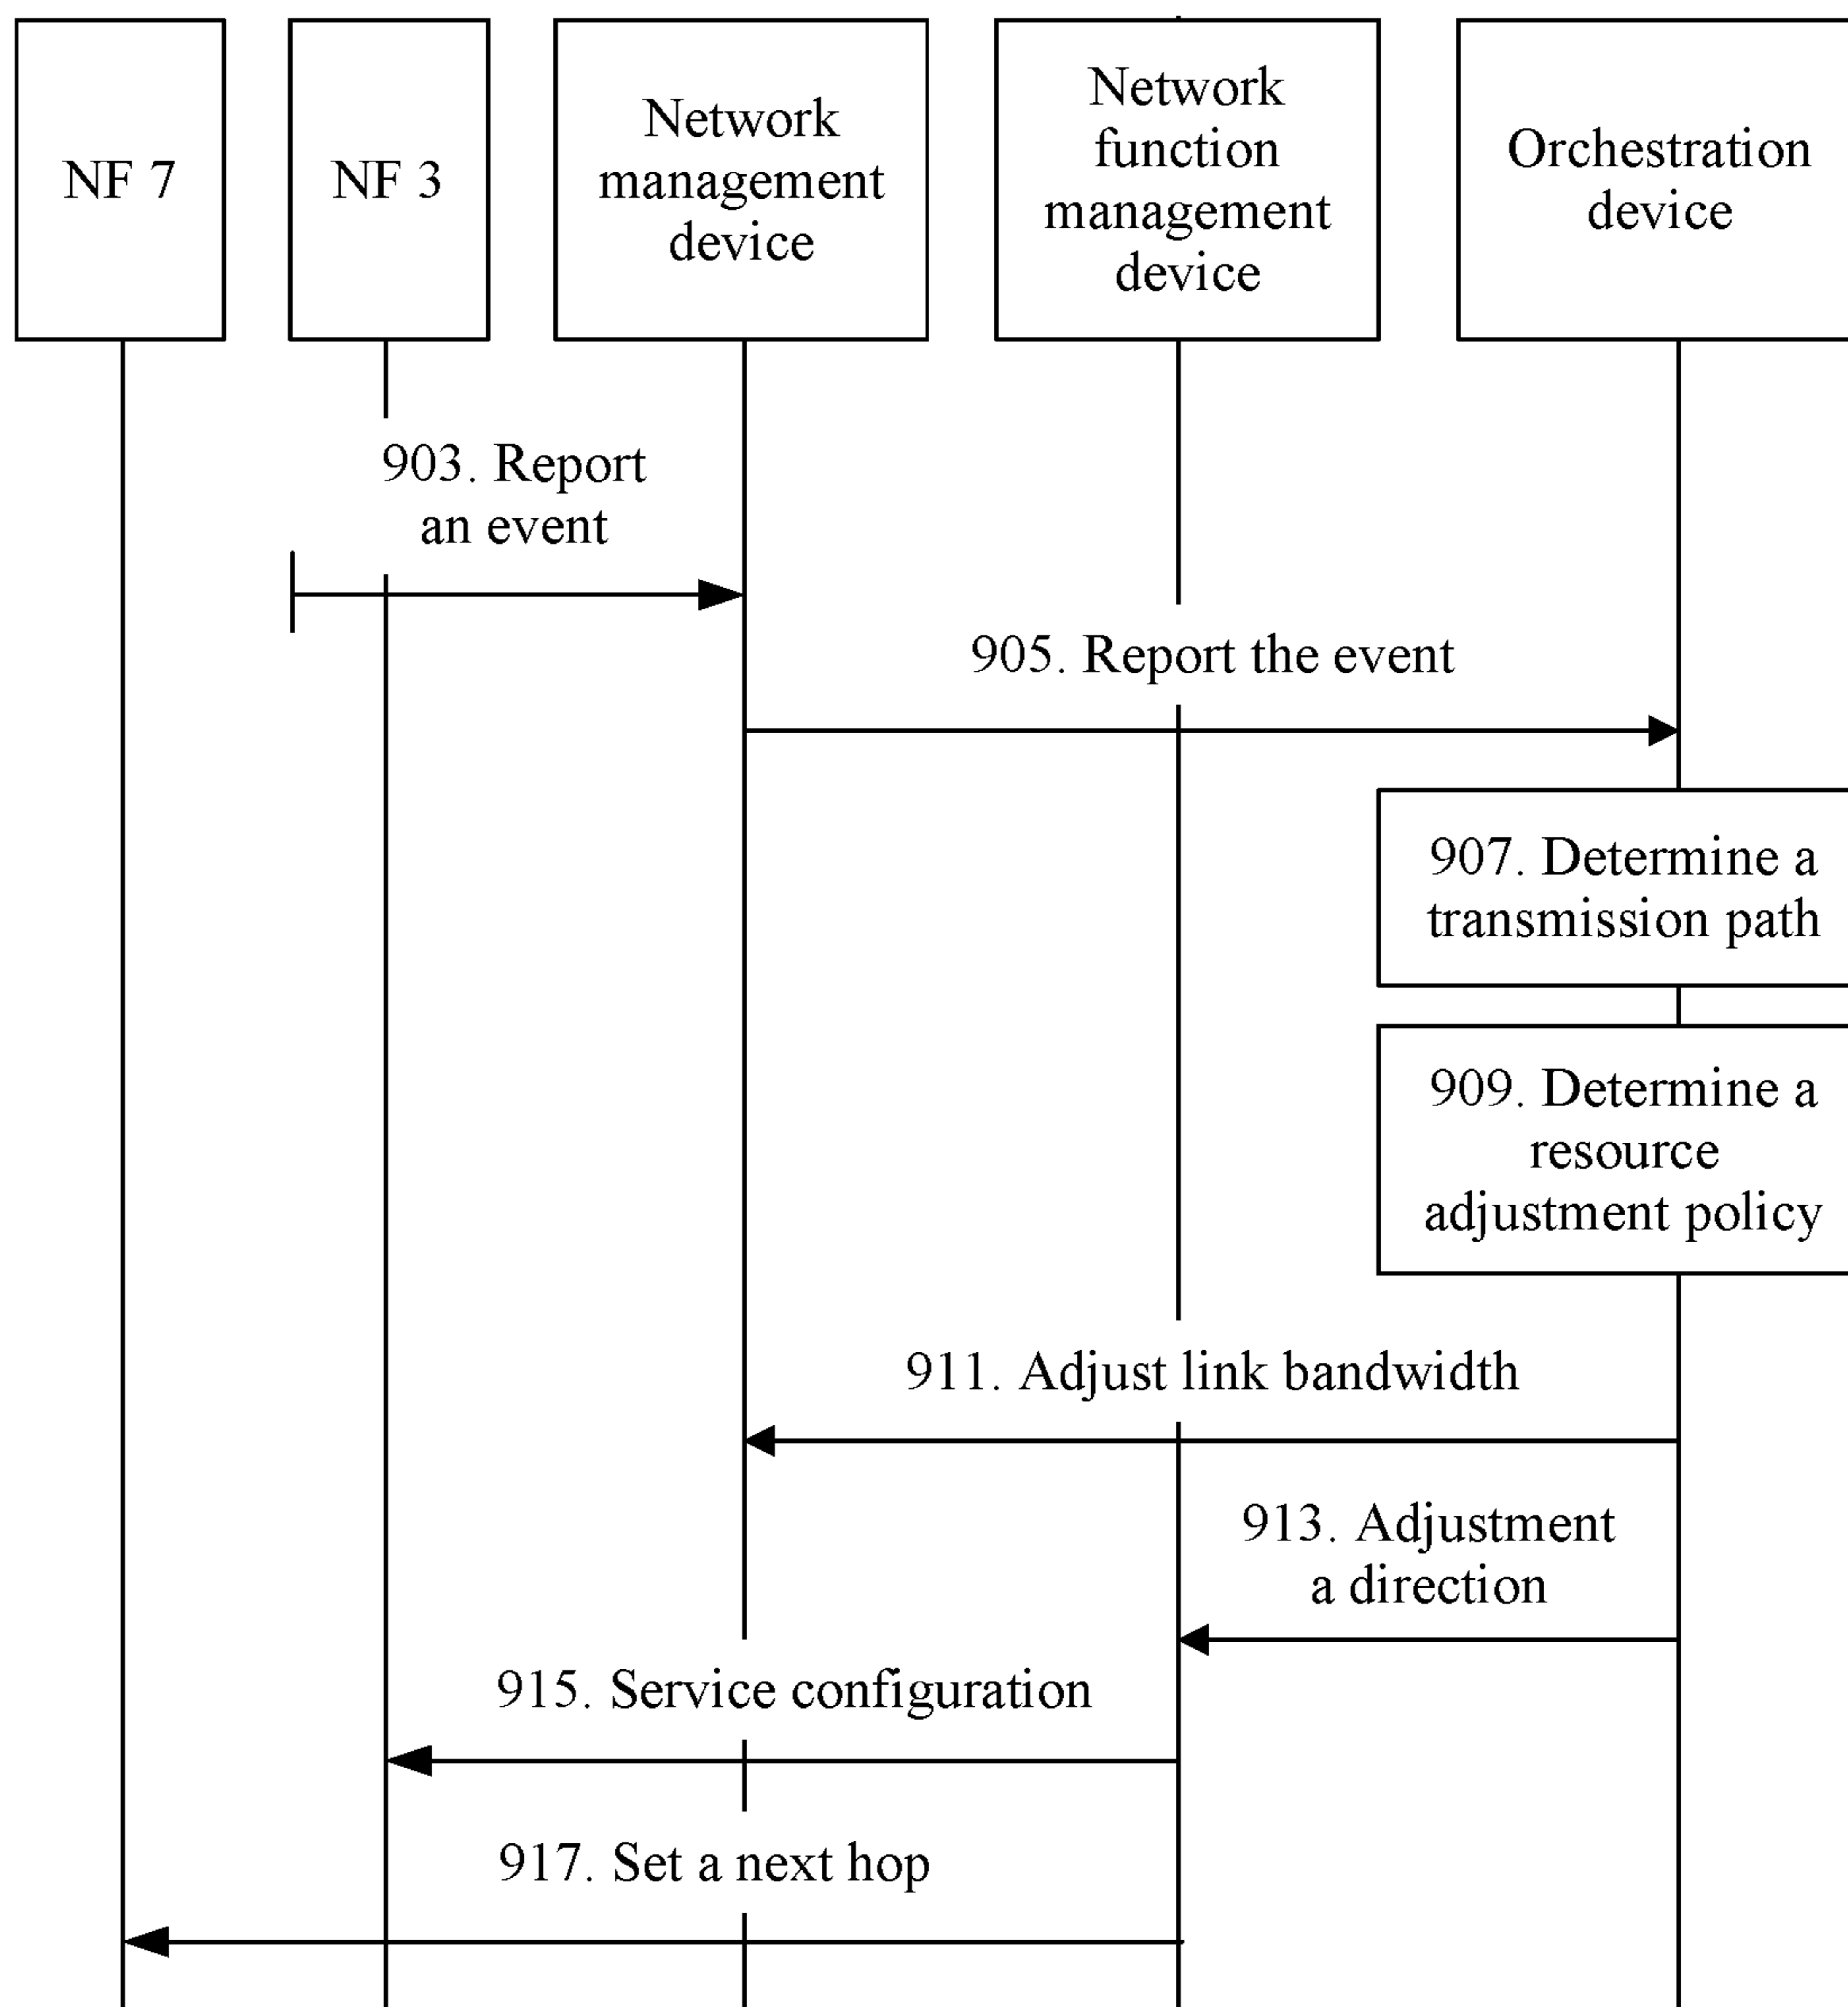 NF 7
NF 3
Network
management
device
Network
function
management
device
Orchestration
device
903. Report
an event
905. Report the event
907. Determine a
transmission path
909. Determine a
resource
adjustment policy
911. Adjust link bandwidth
913. Adjustment
a direction
915. Service configuration
917. Set a next hop